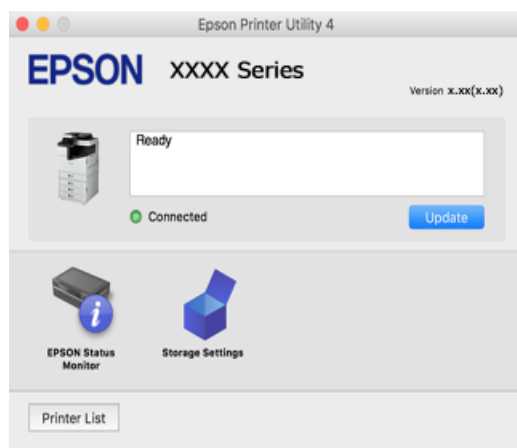 Epson Printer Utility 4
EPSON XXXX Series
Version x.xx(x.xx)
Ready
Connected
Update
EPSON Status
Monitor
Storage Settings
Printer List